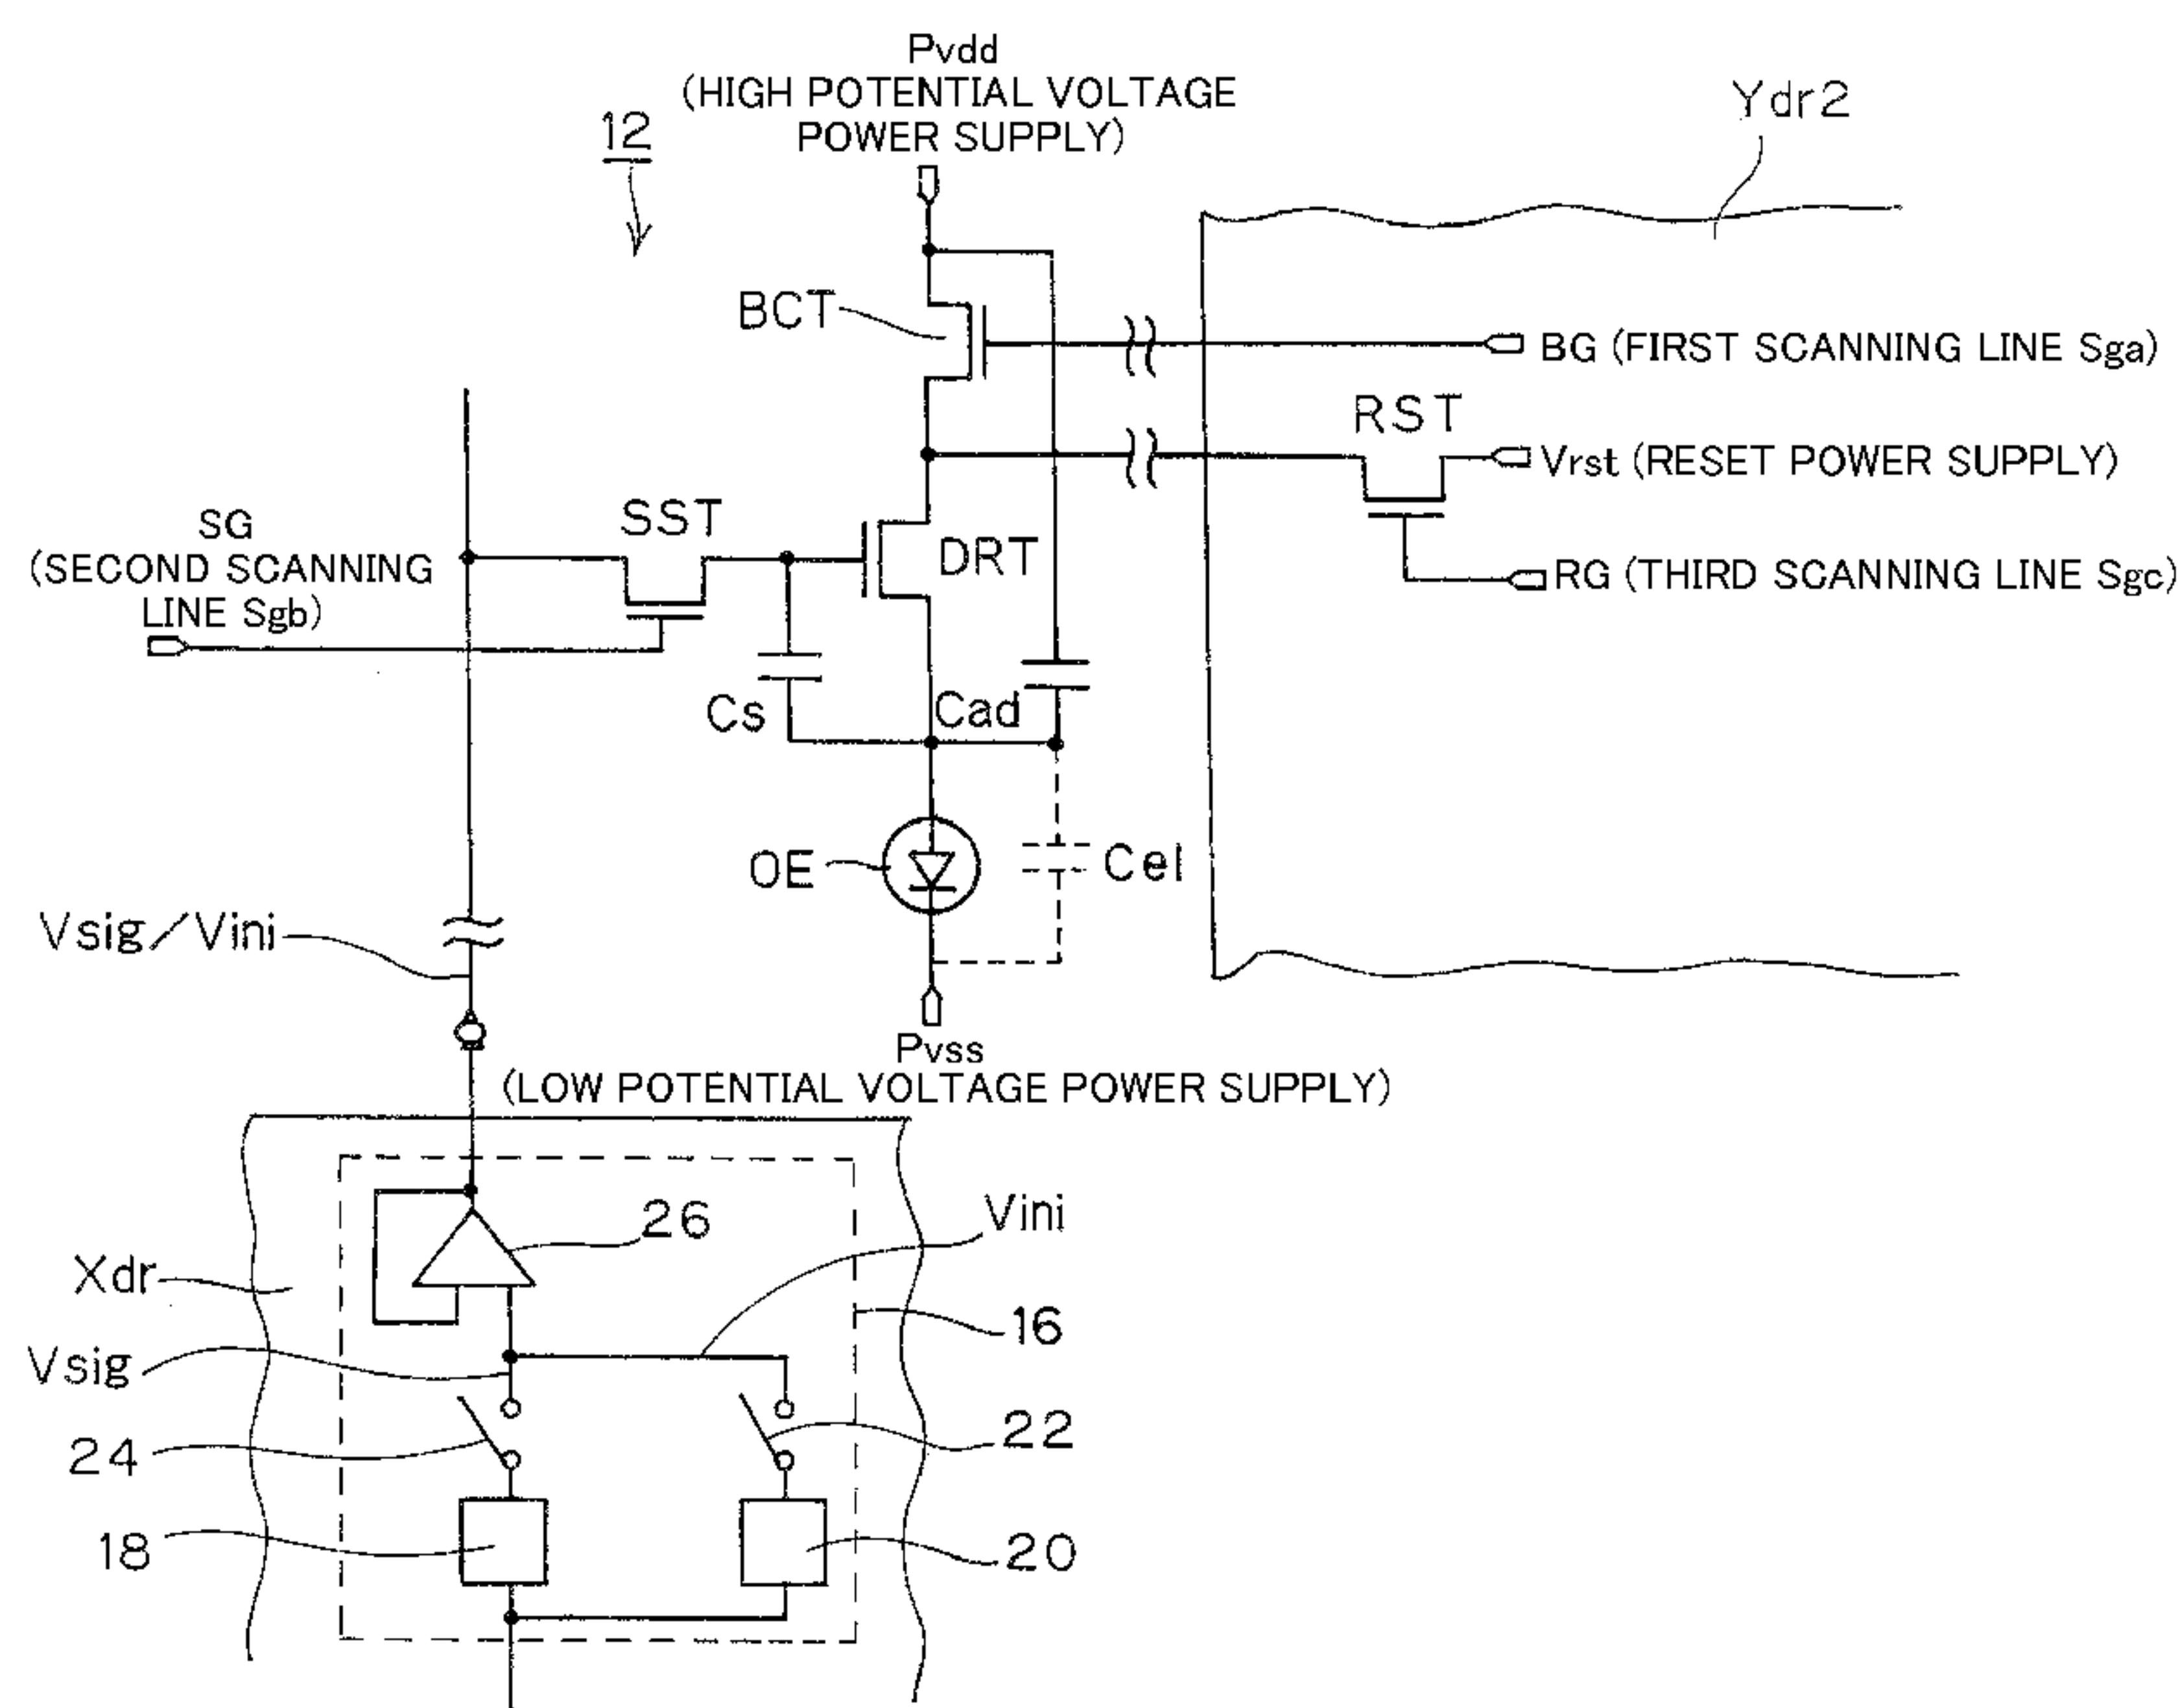 Pvdd
(HIGH POTENTIAL VOLTAGE
POWER SUPPLY)
12
Ydr2
BCT
BG (FIRST SCANNING LINE Sga)
RST
Vrst (RESET POWER SUPPLY)
SG
(SECOND SCANNING
LINE Sgb)
SST
DRT
RG (THIRD SCANNING LINE Sgc)
Cs
Cad
OE
Cel
Vsig/Vini
Pvss
(LOW POTENTIAL VOLTAGE POWER SUPPLY)
26
Vini
Xdr
16
Vsig
24
22
18
20